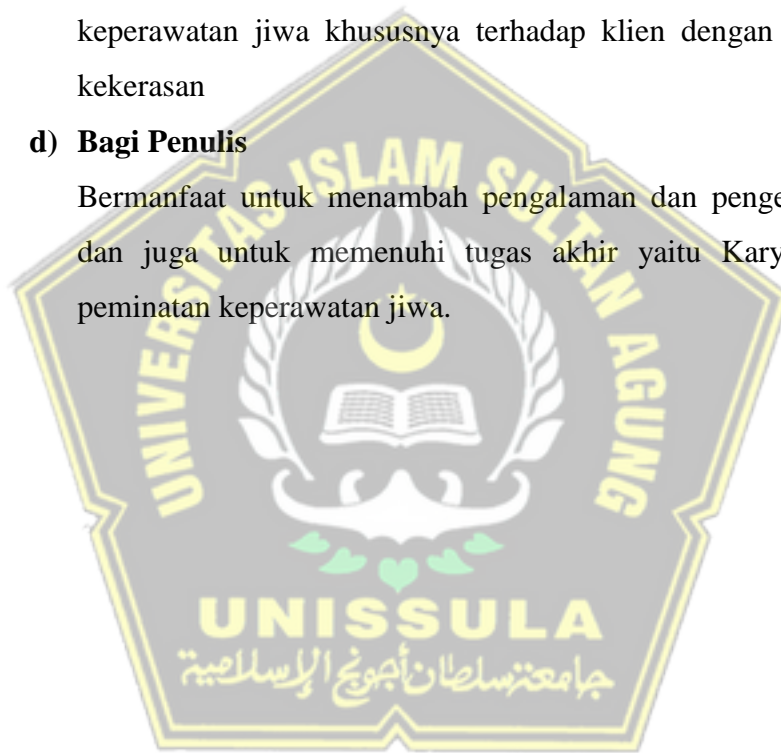 keperawatan jiwa khususnya terhadap klien dengan
kekerasan
d) Bagi Penulis
Bermanfaat untuk menambah pengalaman dan
dan juga untuk memenuhi tugas akhir yaitu
peminatan keperawatan jiwa.
UNIVERSITAS ISLAM SULTAN AGUNG
UNISSULA
جامعة سلطان أجونج الإسلامية